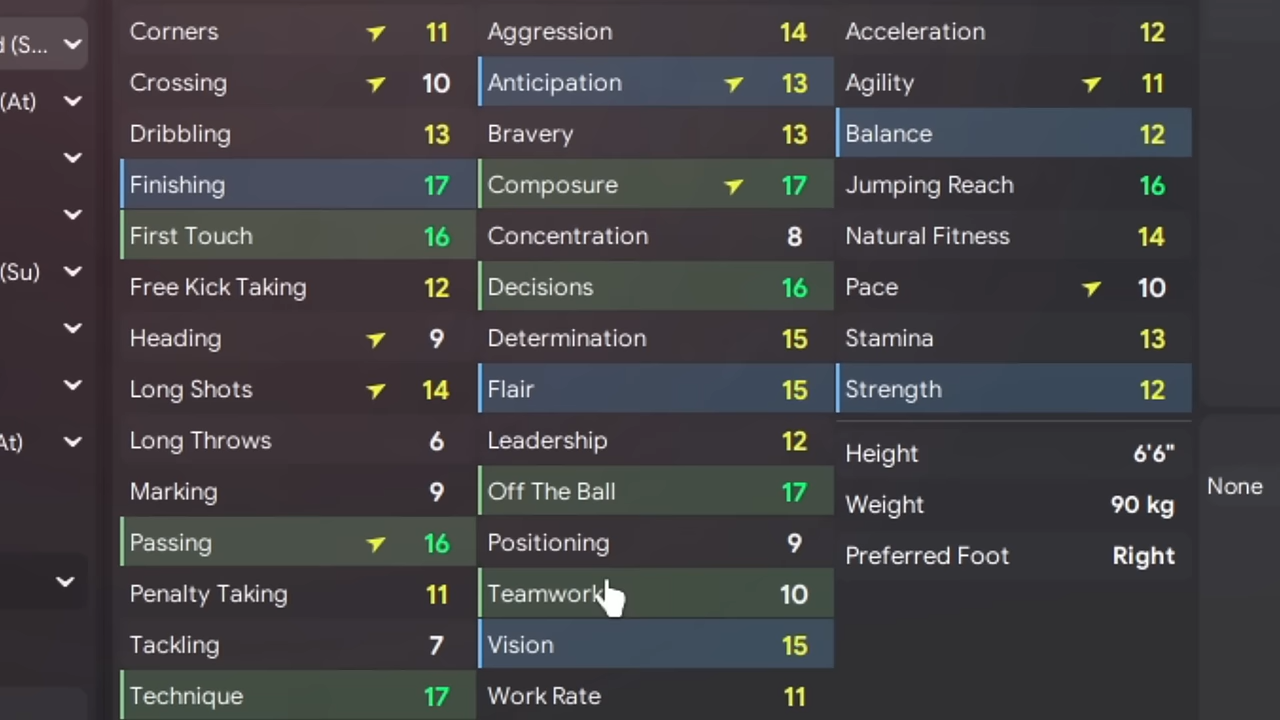 d (S...
(At)
(Su)
At)
Corners 11
Crossing 10
Dribbling 13
Finishing 17
First Touch 16
Free Kick Taking 12
Heading 9
Long Shots 14
Long Throws 6
Marking 9
Passing 16
Penalty Taking 11
Tackling 7
Technique 17
Aggression 14
Anticipation 13
Bravery 13
Composure 17
Concentration 8
Decisions 16
Determination 15
Flair 15
Leadership 12
Off The Ball 17
Positioning 9
Teamwork 10
Vision 15
Work Rate 11
Acceleration 12
Agility 11
Balance 12
Jumping Reach 16
Natural Fitness 14
Pace 10
Stamina 13
Strength 12
Height 6'6"
Weight 90 kg
Preferred Foot Right
None